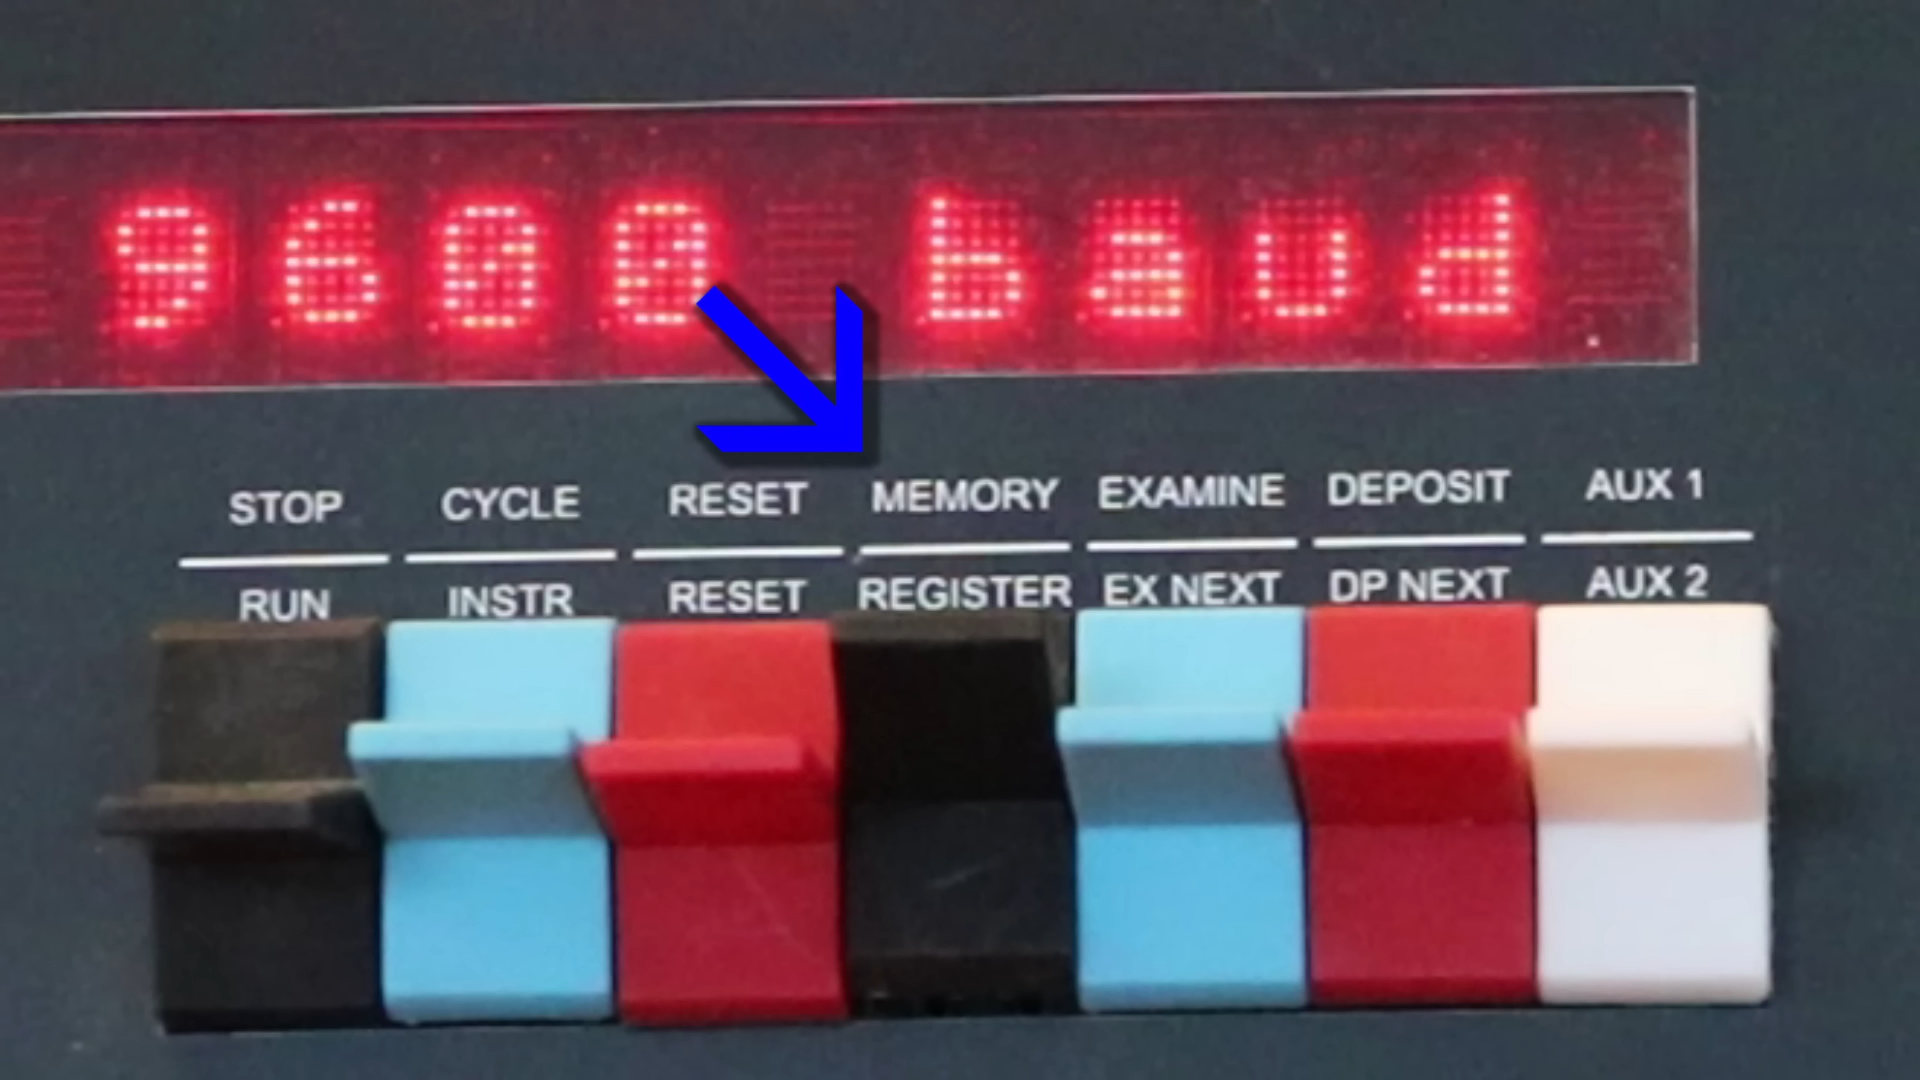 9600 baud
STOP CYCLE RESET MEMORY EXAMINE DEPOSIT AUX 1
RUN INSTR RESET REGISTER EX NEXT DP NEXT AUX 2